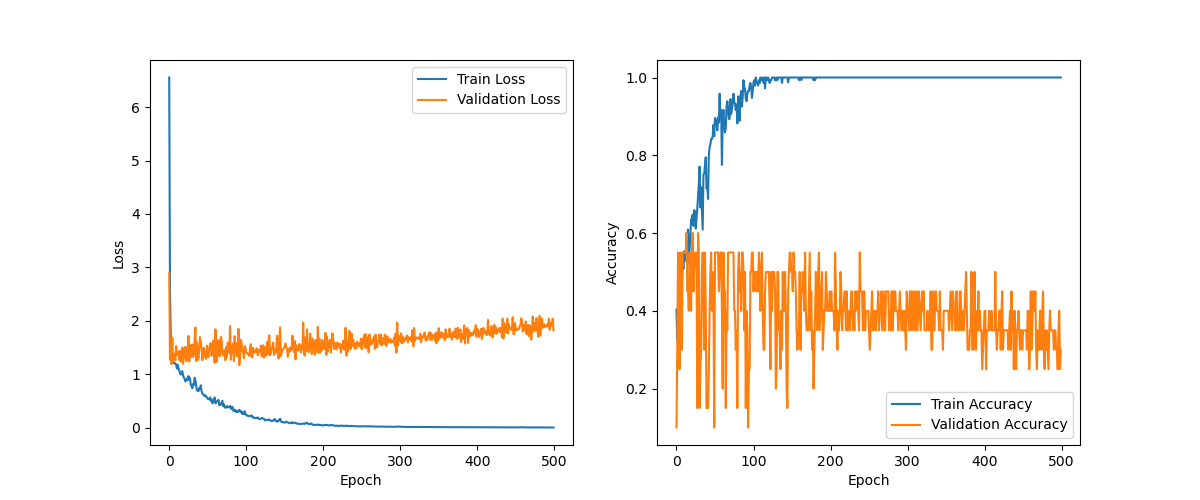 Train Loss
Validation Loss
6
5
4
3
2
1
0
Loss
0 100 200 300 400 500
Epoch
1.0
0.8
0.6
0.4
0.2
Accuracy
Train Accuracy
Validation Accuracy
0 100 200 300 400 500
Epoch